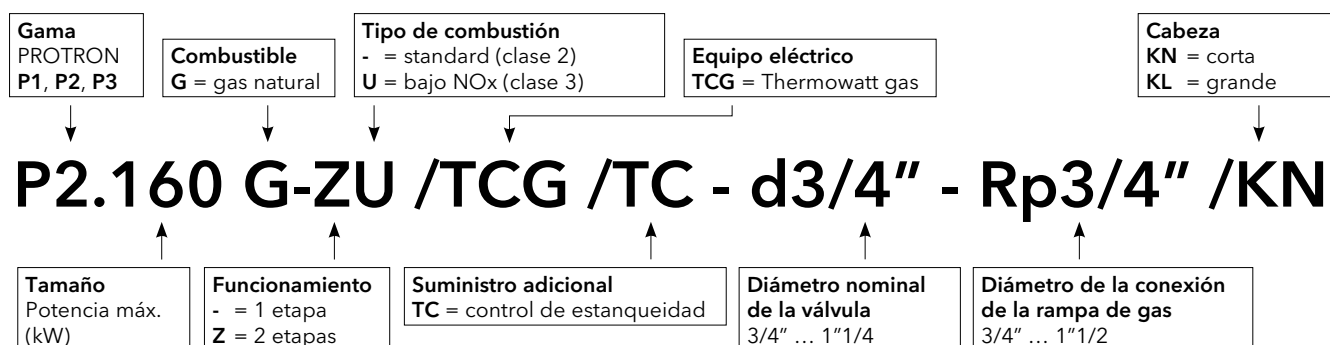 Gama
PROTRON
P1, P2, P3
Combustible
G = gas natural
Tipo de combustión
- = standard (clase 2)
U = bajo NOx (clase 3)
Equipo eléctrico
TCG = Thermowatt gas
Cabeza
KN = corta
KL = grande
P2.160 G-ZU /TCG /TC - d3/4" - Rp3/4" /KN
Tamaño
Potencia máx.
(kW)
Funcionamiento
- = 1 etapa
Z = 2 etapas
Suministro adicional
TC = control de estanqueidad
Diámetro nominal
de la válvula
3/4" ... 1"1/4
Diámetro de la conexión
de la rampa de gas
3/4" ... 1"1/2